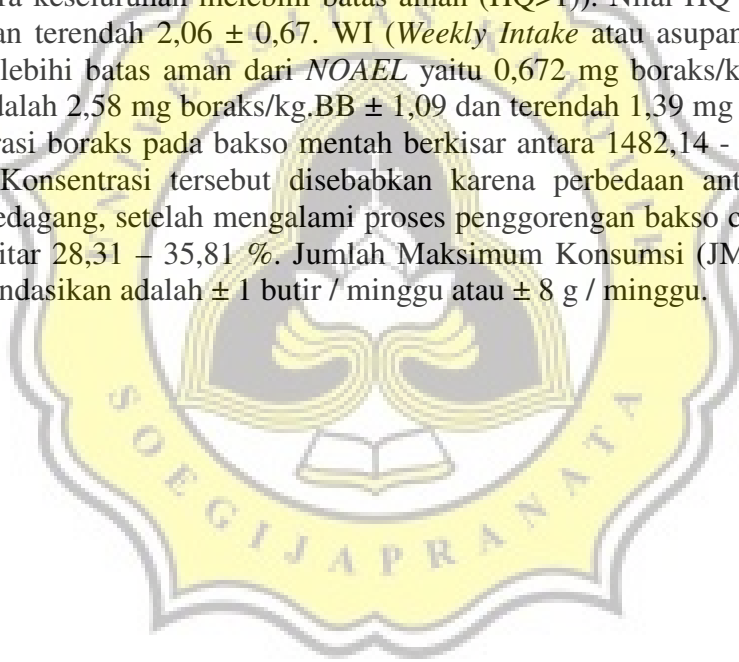 ra keseluruhan melebihi batas aman (HQ>1)). Nilai HQ
an terendah 2,06 ± 0,67. WI (Weekly Intake atau asupan
elebihi batas aman dari NOAEL yaitu 0,672 mg boraks/k
dalah 2,58 mg boraks/kg.BB ± 1,09 dan terendah 1,39 mg
rasi boraks pada bakso mentah berkisar antara 1482,14 -
Konsentrasi tersebut disebabkan karena perbedaan ant
edagang, setelah mengalami proses penggorengan bakso c
itar 28,31 – 35,81 %. Jumlah Maksimum Konsumsi (JM
ndasikan adalah ± 1 butir / minggu atau ± 8 g / minggu.
SOEGIJAPRANATA